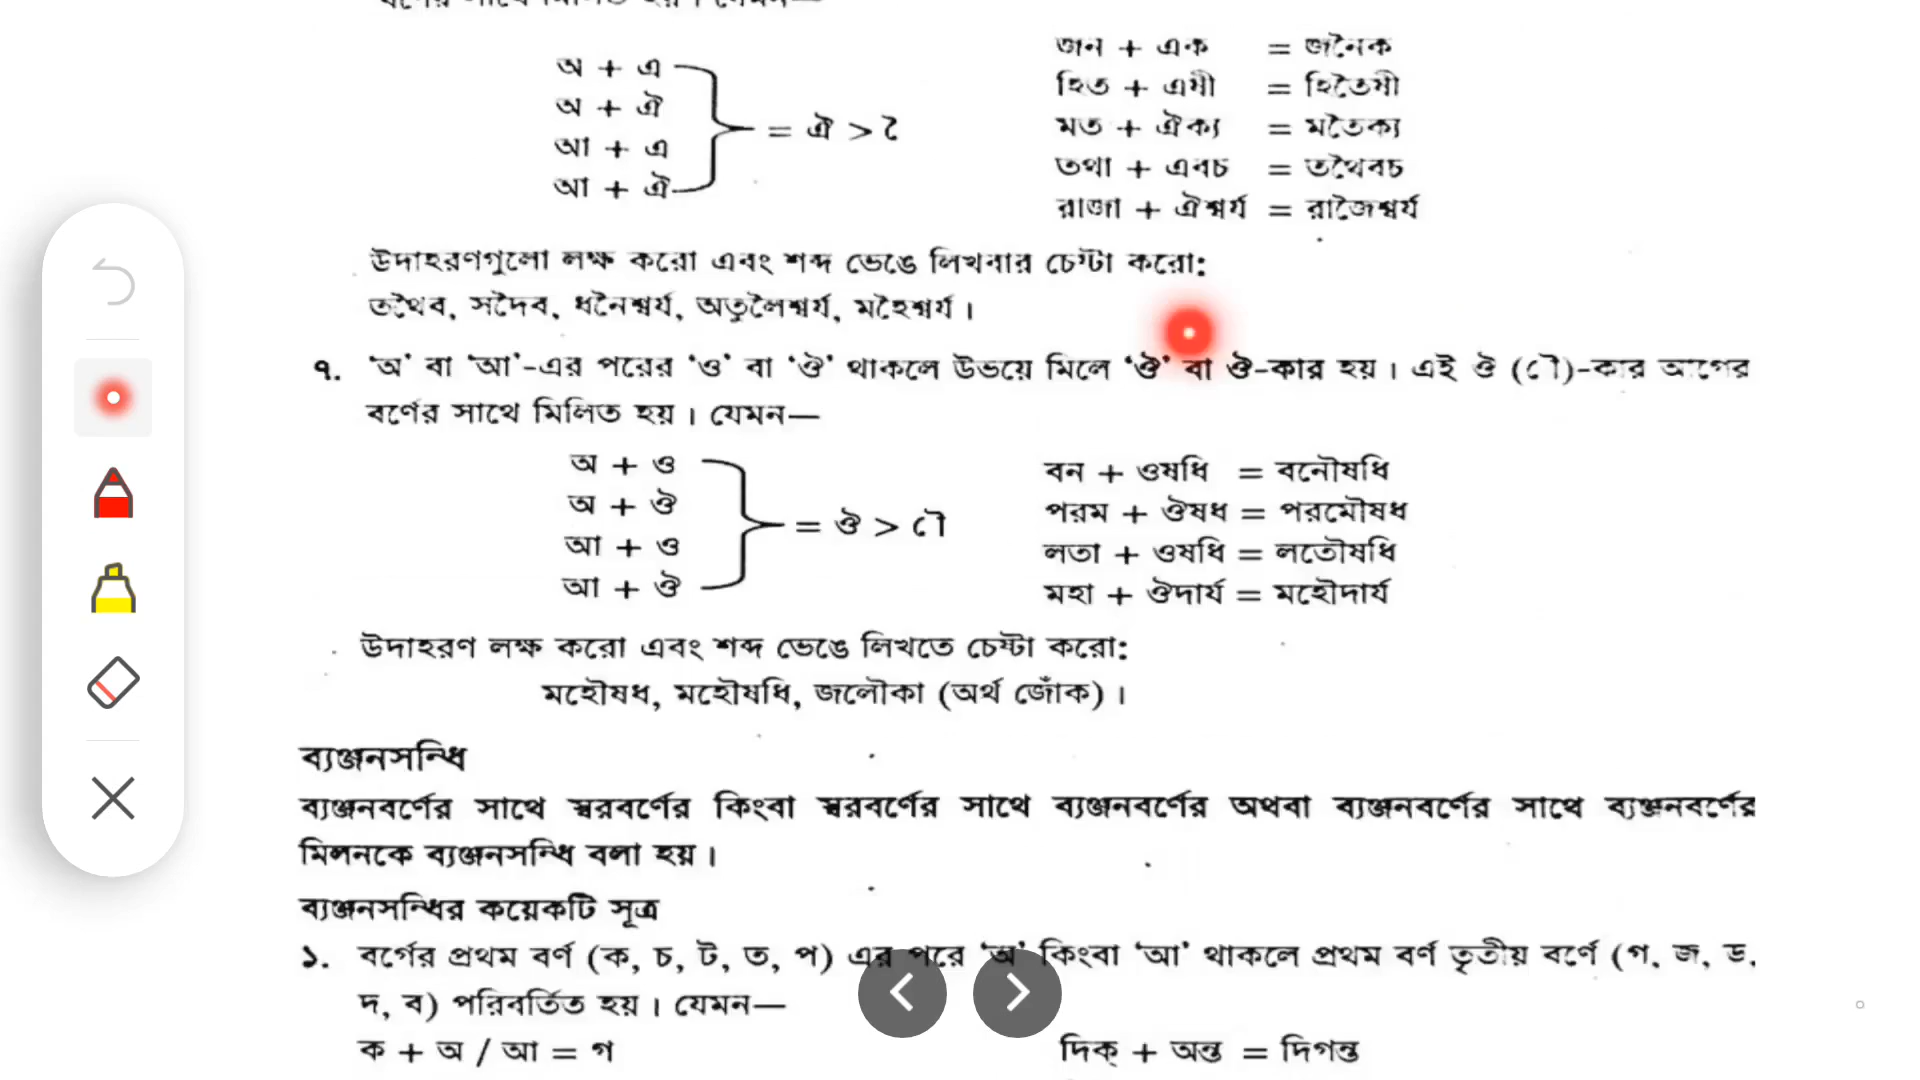 বর্ণের সাথে মিলিত হয়। যেমন—
অ + এ
অ + ঐ
আ + এ
আ + ঐ
= ঐ > ৈ
জন + এক = জনৈক
হিত + এষী = হিতৈষী
মত + ঐক্য = মতৈক্য
তথা + এবচ = তথৈবচ
রাজা + ঐশ্বর্য = রাজৈশ্বর্য
উদাহরণগুলো লক্ষ করো এবং শব্দ ভেঙে লিখবার চেষ্টা করো:
তথৈব, সদৈব, ধনৈশ্বর্য, অতুলৈশ্বর্য, মহৈশ্বর্য।
৭. 'অ' বা 'আ'-এর পরের 'ও' বা 'ঔ' থাকলে উভয়ে মিলে 'ঔ' বা ঔ-কার হয়। এই ঔ (ৌ)-কার আগের
বর্ণের সাথে মিলিত হয়। যেমন—
অ + ও
অ + ঔ
আ + ও
আ + ঔ
= ঔ > ৌ
বন + ওষধি = বনৌষধি
পরম + ঔষধ = পরমৌষধ
লতা + ওষধি = লতৌষধি
মহা + ঔদার্য = মহৌদার্য
উদাহরণ লক্ষ করো এবং শব্দ ভেঙে লিখতে চেষ্টা করো:
মহৌষধ, মহৌষধি, জলৌকা (অর্থ জোঁক)।
ব্যঞ্জনসন্ধি
ব্যঞ্জনবর্ণের সাথে স্বরবর্ণের কিংবা স্বরবর্ণের সাথে ব্যঞ্জনবর্ণের অথবা ব্যঞ্জনবর্ণের সাথে ব্যঞ্জনবর্ণের
মিলনকে ব্যঞ্জনসন্ধি বলা হয়।
ব্যঞ্জনসন্ধির কয়েকটি সূত্র
১. বর্গের প্রথম বর্ণ (ক, চ, ট, ত, প) এর পরে 'অ' কিংবা 'আ' থাকলে প্রথম বর্ণ তৃতীয় বর্ণে (গ, জ, ড,
দ, ব) পরিবর্তিত হয়। যেমন—
ক + অ / আ = গ
দিক্ + অন্ত = দিগন্ত